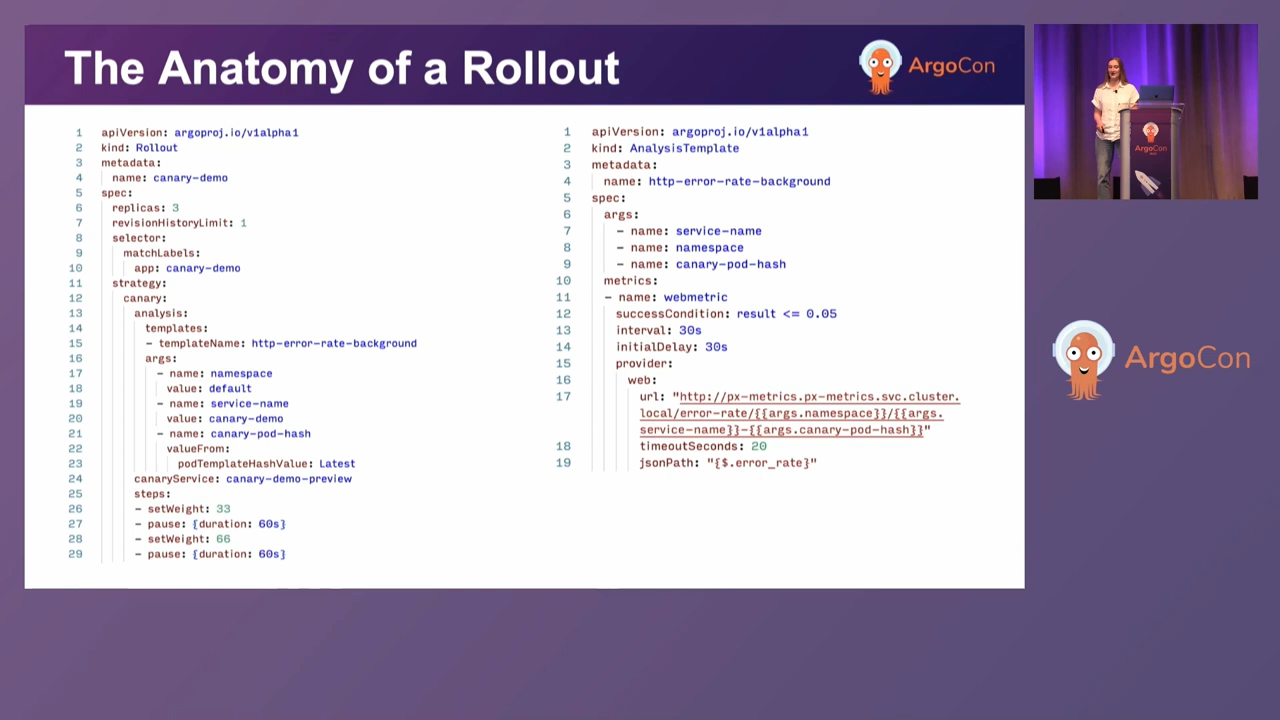 The Anatomy of a Rollout
ArgoCon
1 apiVersion: argoproj.io/v1alpha1
2 kind: Rollout
3 metadata:
4 name: canary-demo
5 spec:
6 replicas: 3
7 revisionHistoryLimit: 1
8 selector:
9 matchLabels:
10 app: canary-demo
11 strategy:
12 canary:
13 analysis:
14 templates:
15 - templateName: http-error-rate-background
16 args:
17 - name: namespace
18 value: default
19 - name: service-name
20 value: canary-demo
21 - name: canary-pod-hash
22 valueFrom:
23 podTemplateHashValue: Latest
24 canaryService: canary-demo-preview
25 steps:
26 - setWeight: 33
27 - pause: {duration: 60s}
28 - setWeight: 66
29 - pause: {duration: 60s}
1 apiVersion: argoproj.io/v1alpha1
2 kind: AnalysisTemplate
3 metadata:
4 name: http-error-rate-background
5 spec:
6 args:
7 - name: service-name
8 - name: namespace
9 - name: canary-pod-hash
10 metrics:
11 - name: webmetric
12 successCondition: result <= 0.05
13 interval: 30s
14 initialDelay: 30s
15 provider:
16 web:
17 url: "http://px-metrics.px-metrics.svc.cluster.
local/error-rate/{{args.namespace}}/{{args.
service-name}}-{{args.canary-pod-hash}}"
18 timeoutSeconds: 20
19 jsonPath: "{$.error_rate}"
ArgoCon
ArgoCon